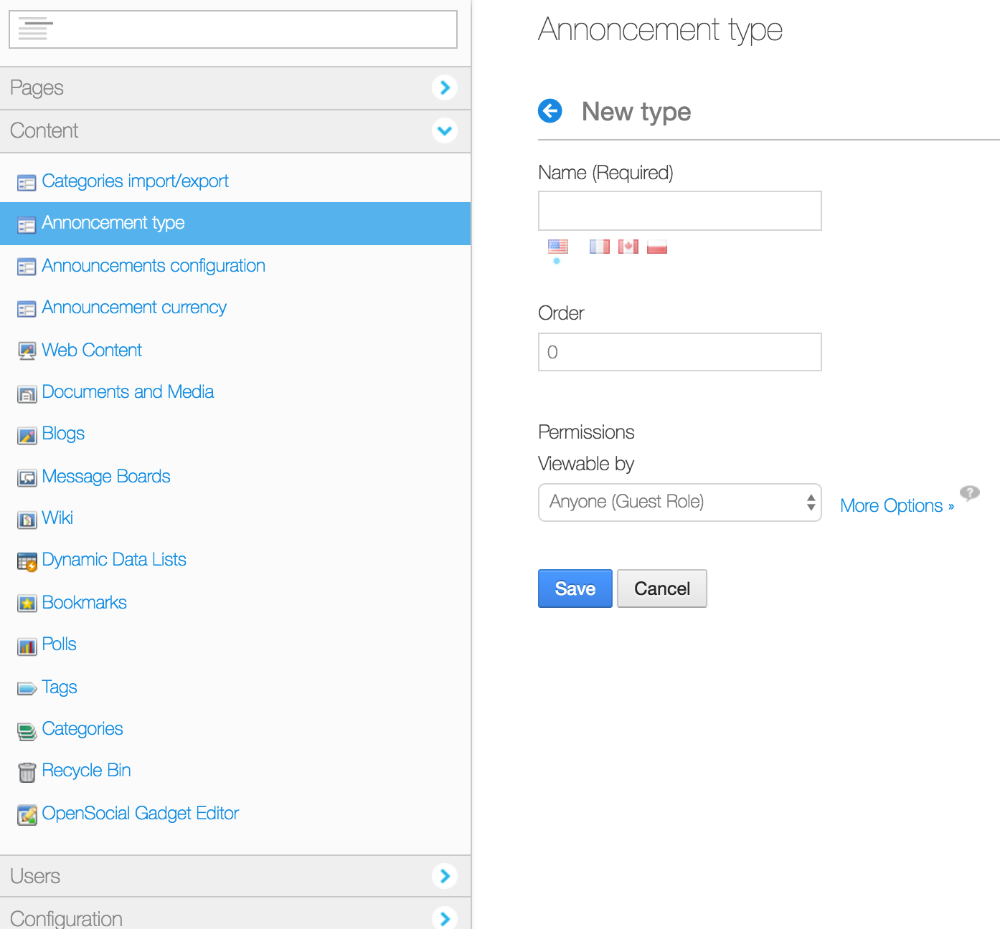 Pages
Content
Categories import/export
Annoncement type
Announcements configuration
Announcement currency
Web Content
Documents and Media
Blogs
Message Boards
Wiki
Dynamic Data Lists
Bookmarks
Polls
Tags
Categories
Recycle Bin
OpenSocial Gadget Editor
Users
Configuration
Annoncement type
New type
Name (Required)
Order
0
Permissions
Viewable by
Anyone (Guest Role)
More Options »
?
Save Cancel